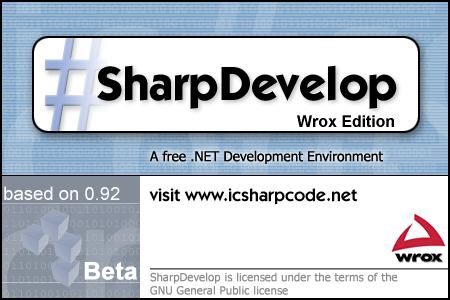 #SharpDevelop
Wrox Edition
A free .NET Development Environment
based on 0.92
visit www.icsharpcode.net
Beta
wrox
SharpDevelop is licensed under the terms of the
GNU General Public license